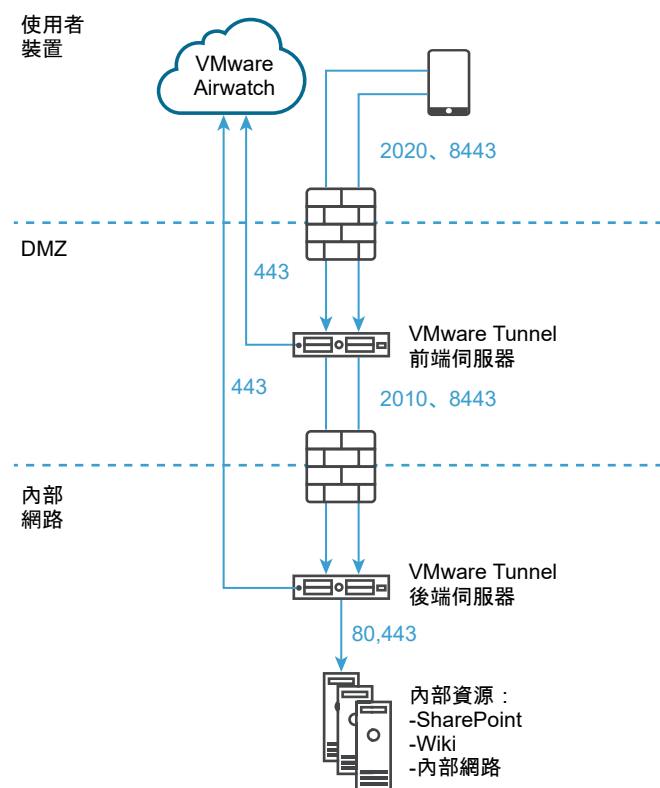 使用者
裝置
VMware
Airwatch
2020、8443
DMZ
443
VMware Tunnel
前端伺服器
443
2010、8443
內部
網路
VMware Tunnel
後端伺服器
80,443
內部資源：
-SharePoint
-Wiki
-內部網路